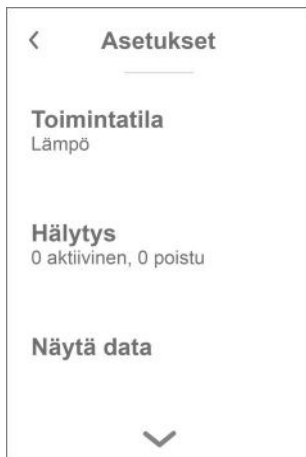 Asetukset
Toimintatila
Lämpö
Hälytys
0 aktiivinen, 0 poistu
Näytä data